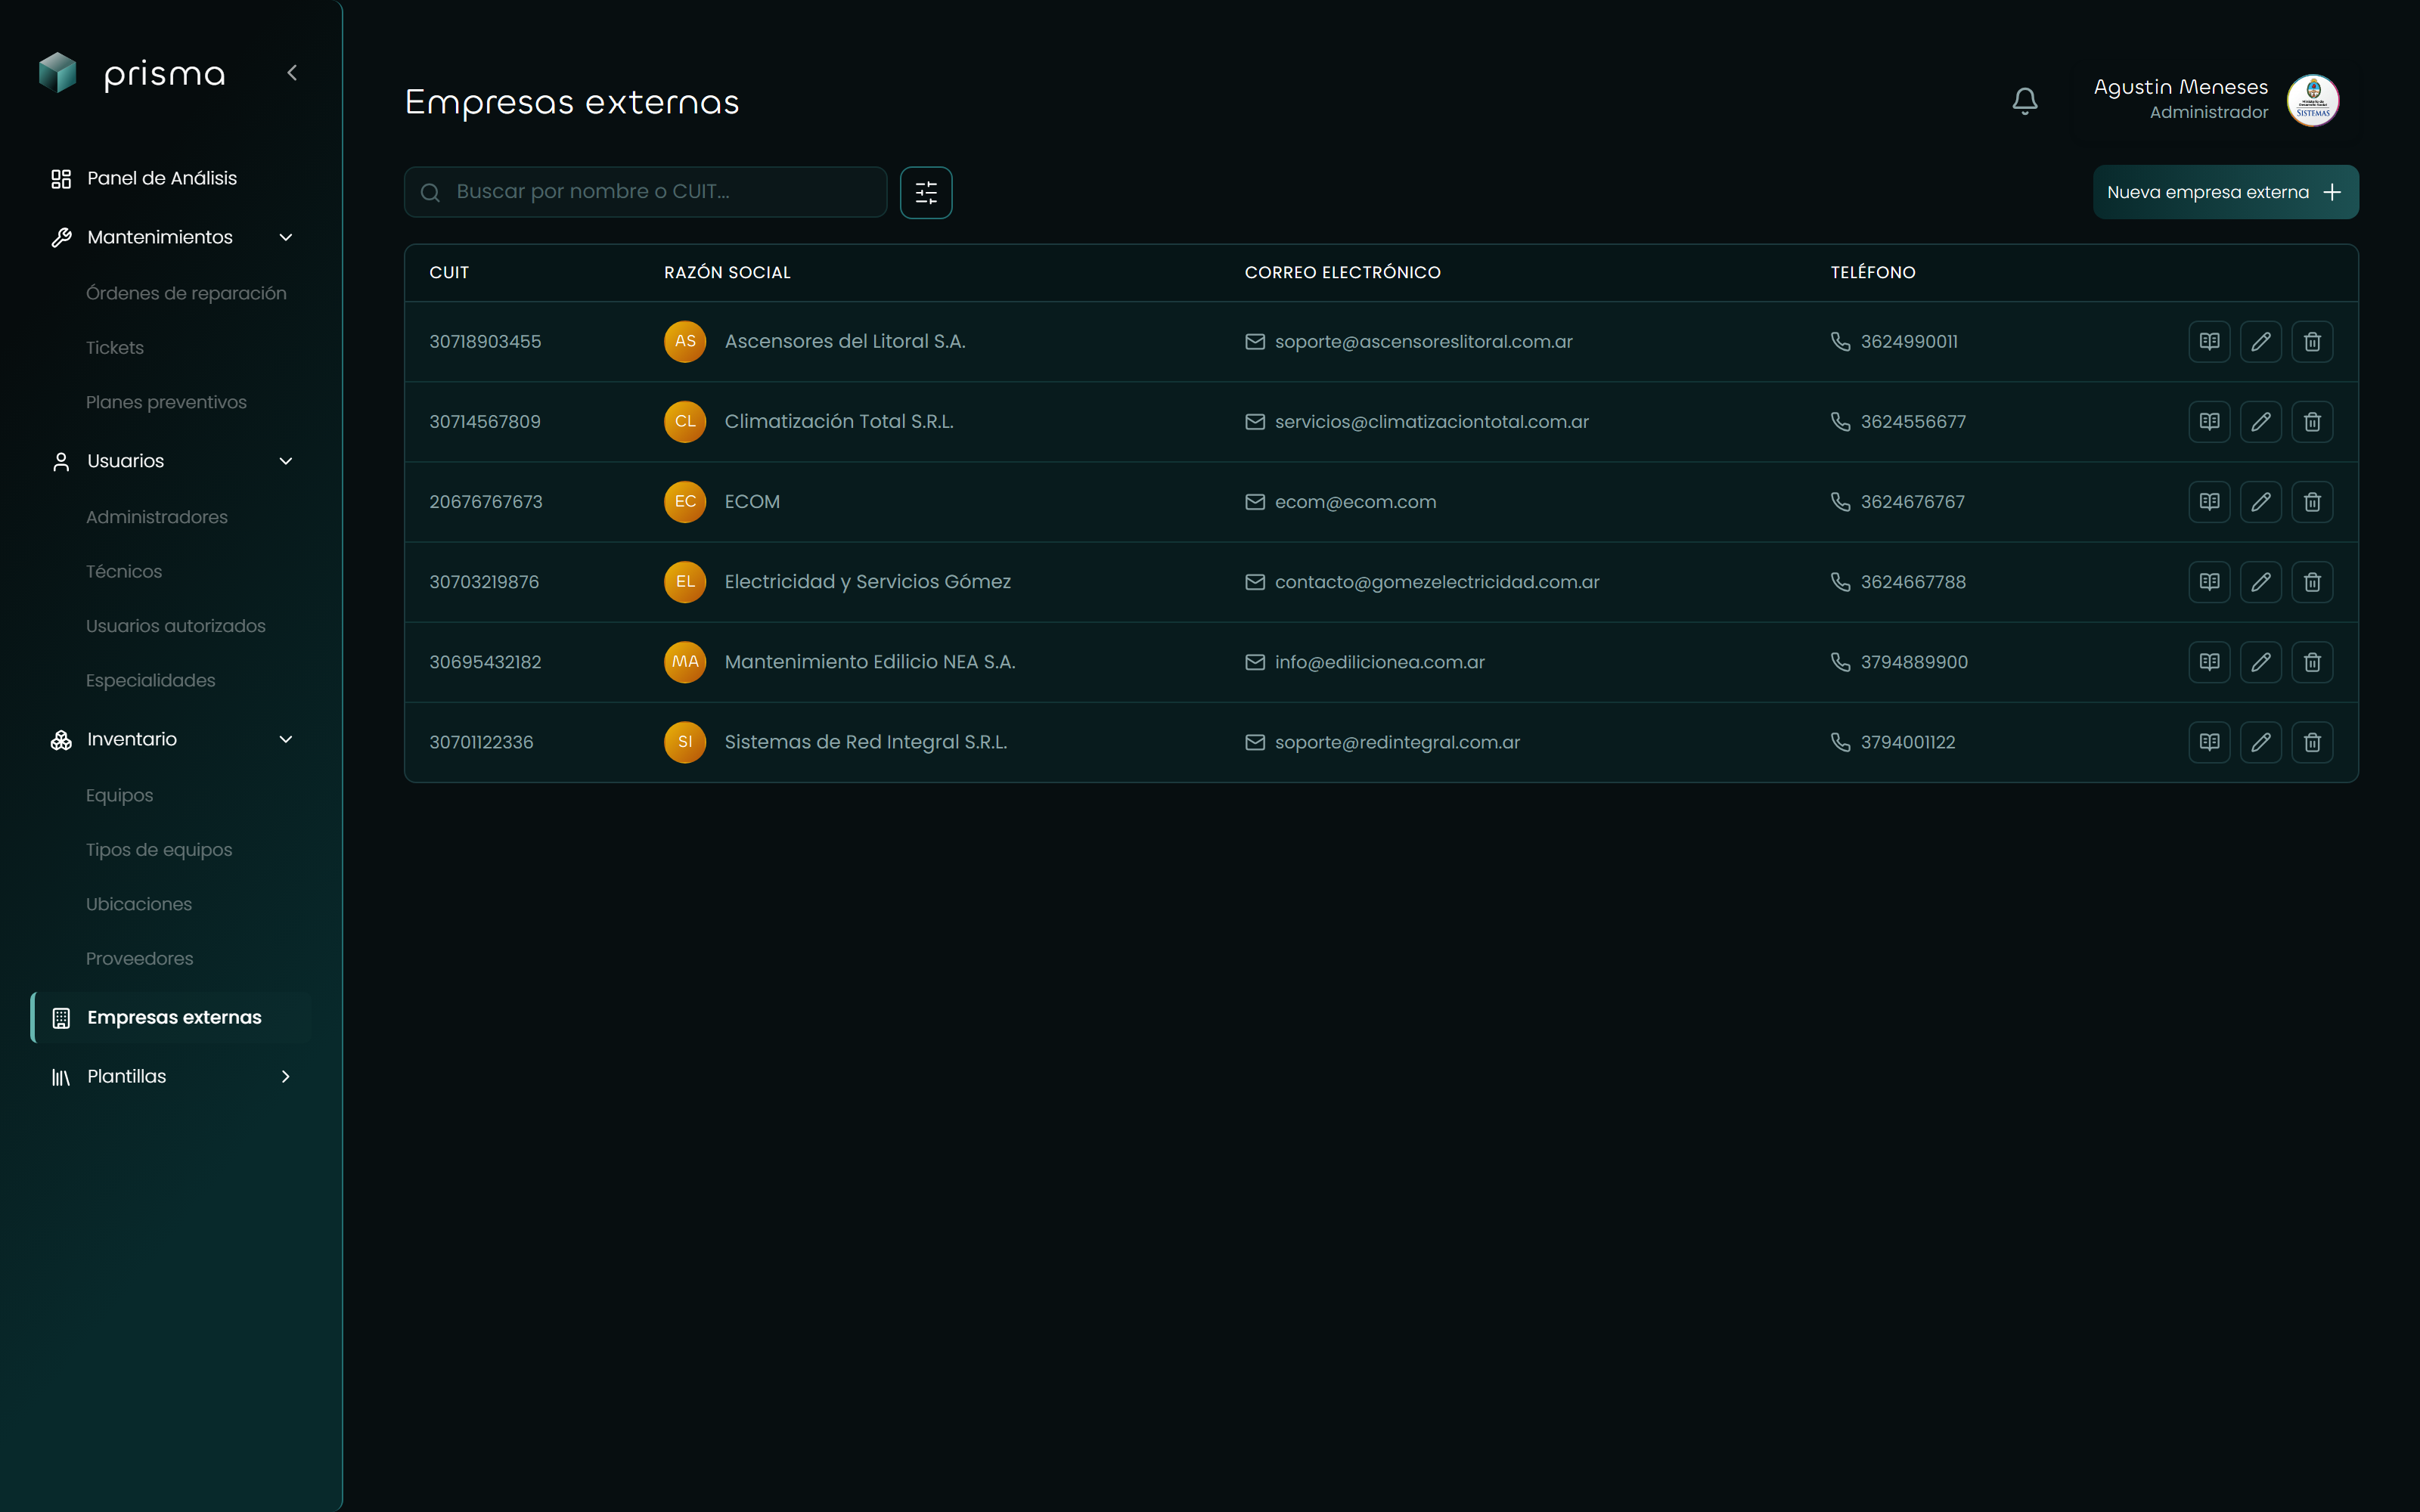 prisma
Panel de Análisis
Mantenimientos
Órdenes de reparación
Tickets
Planes preventivos
Usuarios
Administradores
Técnicos
Usuarios autorizados
Especialidades
Inventario
Equipos
Tipos de equipos
Ubicaciones
Proveedores
Empresas externas
Plantillas
Empresas externas
Agustin Meneses
Administrador
SISTEMAS
Buscar por nombre o CUIT...
Nueva empresa externa
CUIT RAZÓN SOCIAL CORREO ELECTRÓNICO TELÉFONO
30718903455 AS Ascensores del Litoral S.A. soporte@ascensoreslitoral.com.ar 3624990011
30714567809 CL Climatización Total S.R.L. servicios@climatizaciontotal.com.ar 3624556677
20676767673 EC ECOM ecom@ecom.com 3624676767
30703219876 EL Electricidad y Servicios Gómez contacto@gomezelectricidad.com.ar 3624667788
30695432182 MA Mantenimiento Edilicio NEA S.A. info@edilicionea.com.ar 3794889900
30701122336 SI Sistemas de Red Integral S.R.L. soporte@redintegral.com.ar 3794001122